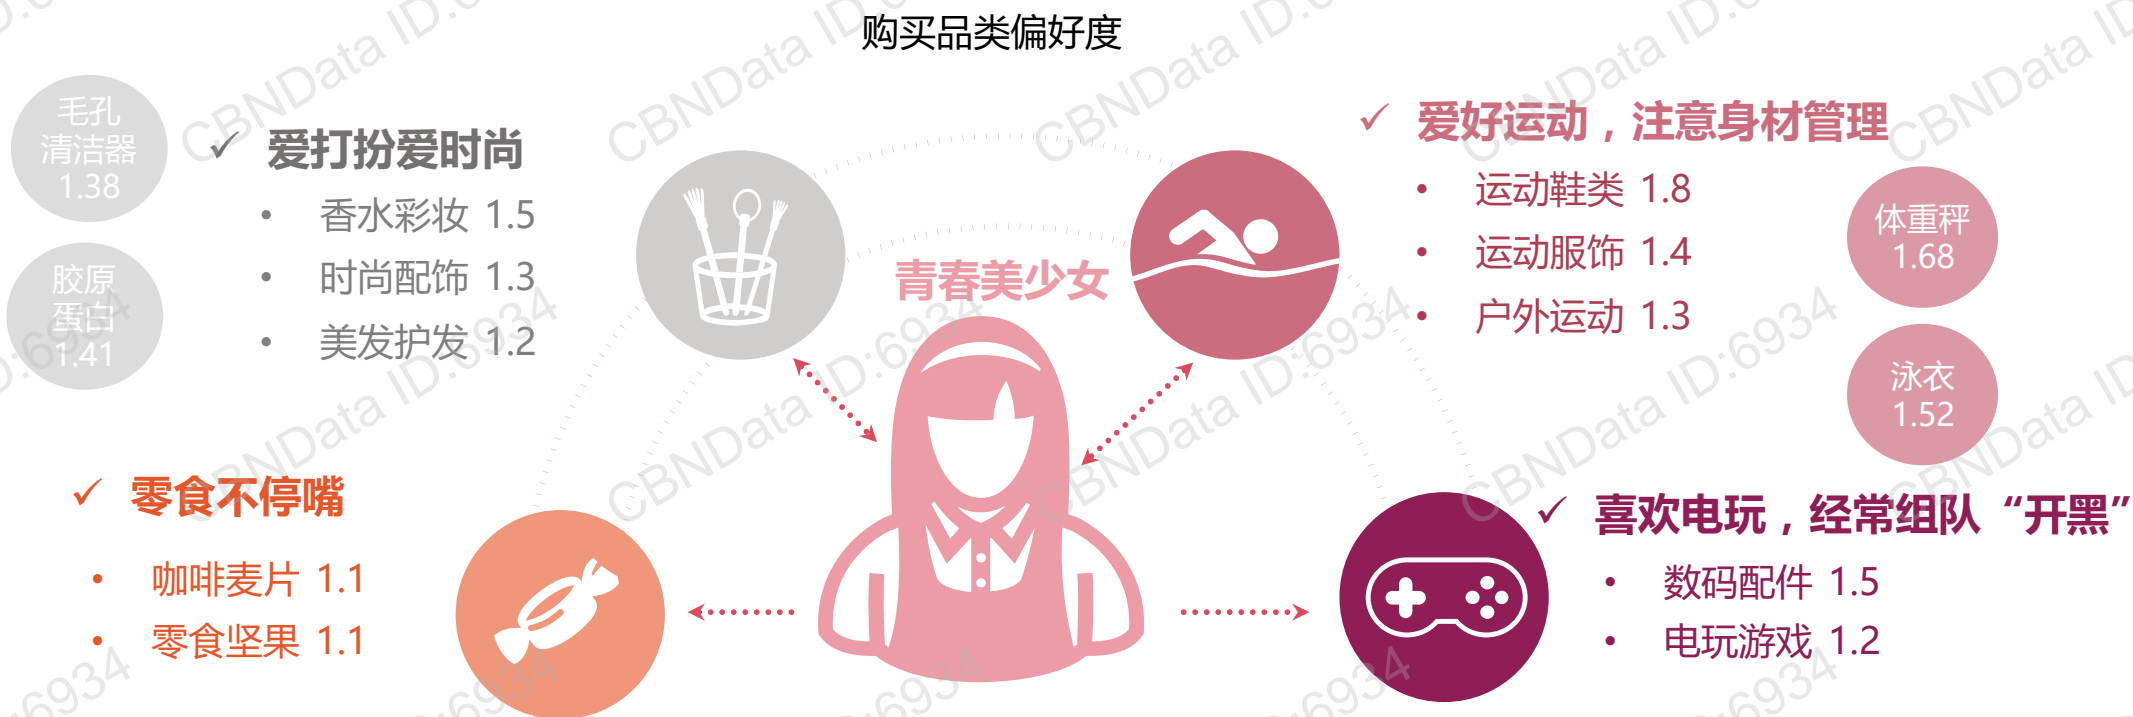 购买品类偏好度
毛孔
清洁器
1.38
胶原
蛋白
1.41
✓ 爱打扮爱时尚
• 香水彩妆 1.5
• 时尚配饰 1.3
• 美发护发 1.2
青春美少女
✓ 爱好运动，注意身材管理
• 运动鞋类 1.8
• 运动服饰 1.4
• 户外运动 1.3
体重秤
1.68
泳衣
1.52
✓ 零食不停嘴
• 咖啡麦片 1.1
• 零食坚果 1.1
✓ 喜欢电玩，经常组队“开黑”
• 数码配件 1.5
• 电玩游戏 1.2
CBNData ID:6934